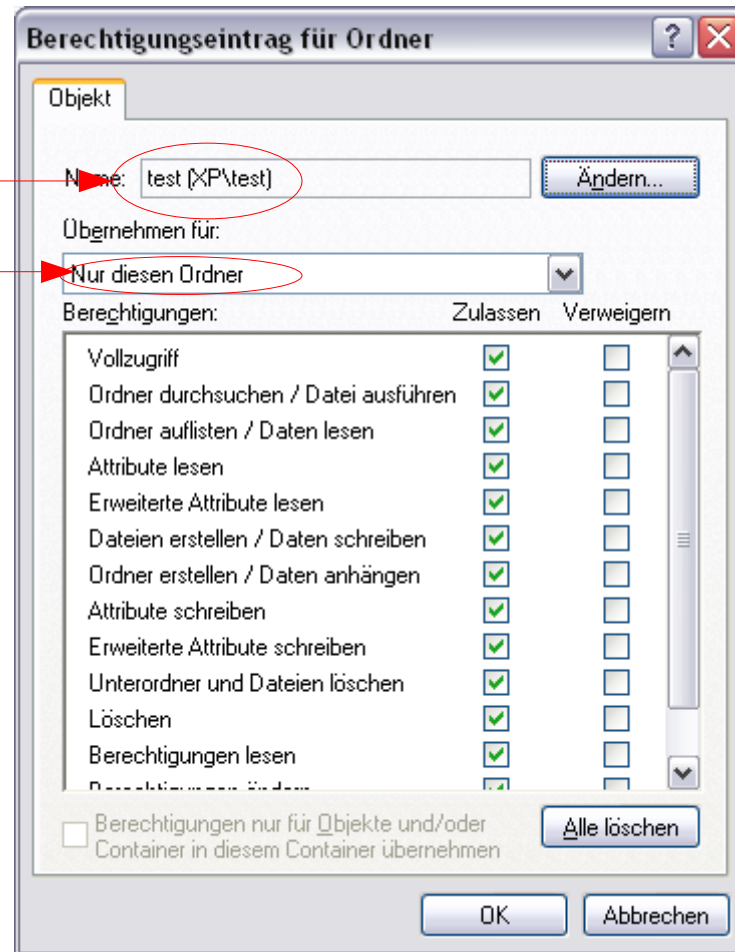 Berechtigungseintrag für Ordner
Objekt
Name: test (XP\test) Ändern...
Übernehmen für:
Nur diesen Ordner
Berechtigungen: Zulassen Verweigern
Vollzugriff
Ordner durchsuchen / Datei ausführen
Ordner auflisten / Daten lesen
Attribute lesen
Erweiterte Attribute lesen
Dateien erstellen / Daten schreiben
Ordner erstellen / Daten anhängen
Attribute schreiben
Erweiterte Attribute schreiben
Unterordner und Dateien löschen
Löschen
Berechtigungen lesen
Berechtigungen ändern
Berechtigungen nur für Objekte und/oder
Container in diesem Container übernehmen
Alle löschen
OK Abbrechen